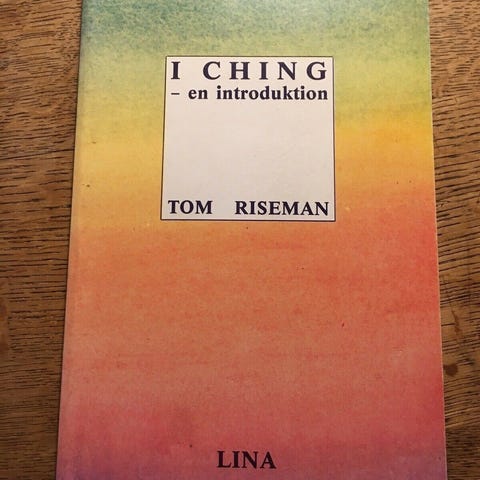 I CHING
– en introduktion
TOM RISEMAN
LINA